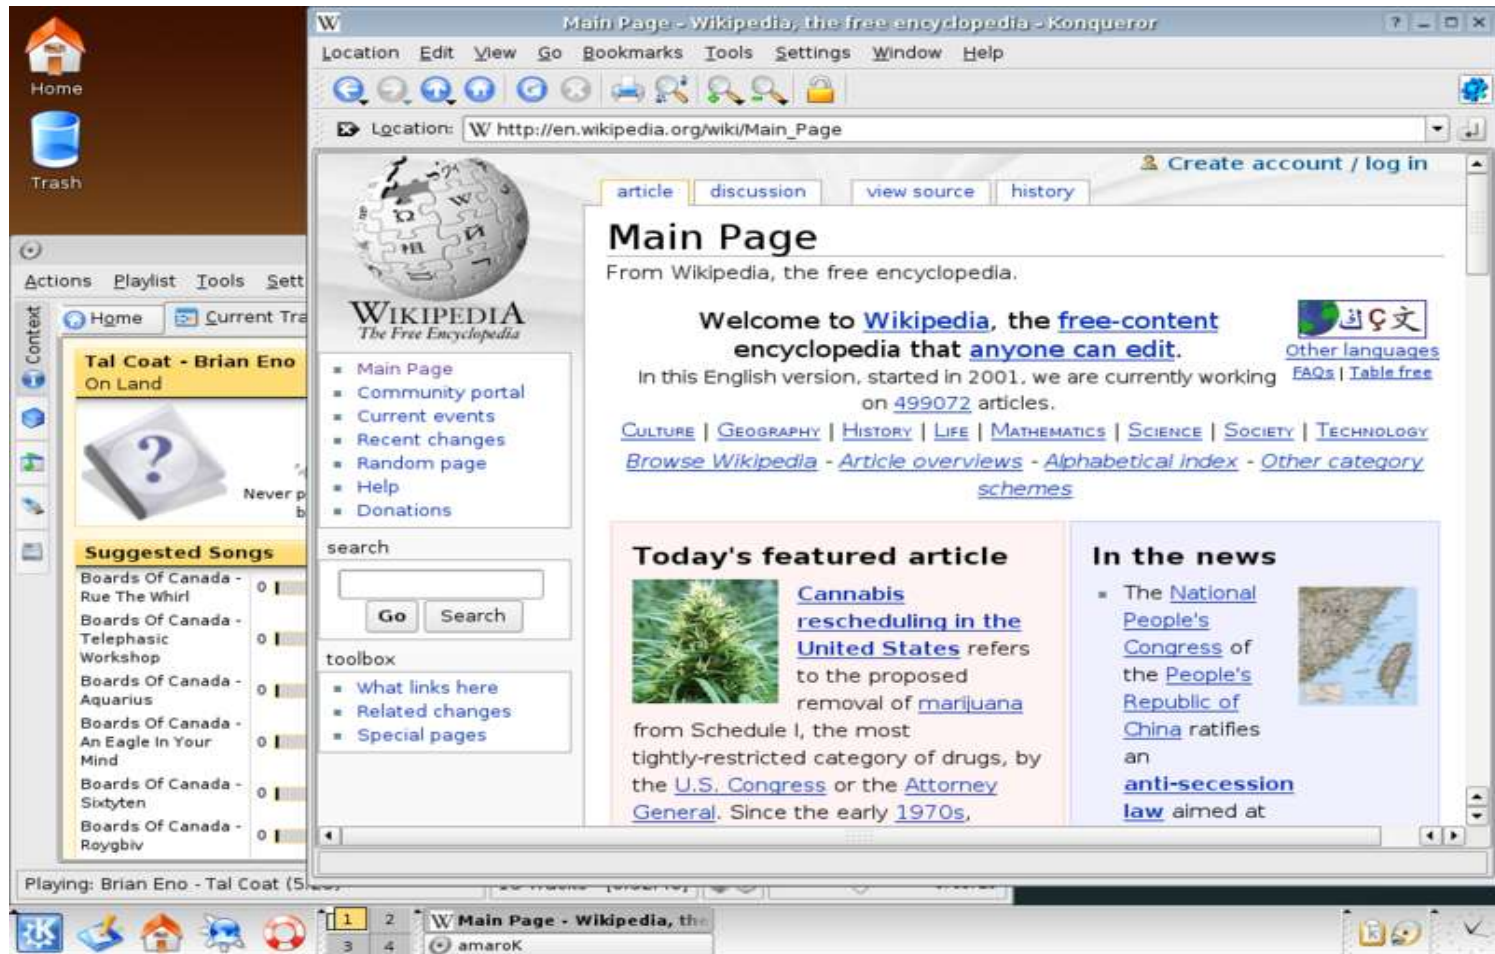 Home
Trash
Main Page - Wikipedia, the free encyclopedia - Konqueror
Location Edit View Go Bookmarks Tools Settings Window Help
Location: http://en.wikipedia.org/wiki/Main_Page
Create account / log in
article discussion view source history
Main Page
From Wikipedia, the free encyclopedia.
WIKIPEDIA
The Free Encyclopedia
Welcome to Wikipedia, the free-content
encyclopedia that anyone can edit.
In this English version, started in 2001, we are currently working
on 499072 articles.
Other languages
FAQs | Table free
CULTURE | GEOGRAPHY | HISTORY | LIFE | MATHEMATICS | SCIENCE | SOCIETY | TECHNOLOGY
Browse Wikipedia - Article overviews - Alphabetical index - Other category
schemes
Main Page
Community portal
Current events
Recent changes
Random page
Help
Donations
search
Go Search
toolbox
What links here
Related changes
Special pages
Today's featured article
Cannabis
rescheduling in the
United States refers
to the proposed
removal of marijuana
from Schedule I, the most
tightly-restricted category of drugs, by
the U.S. Congress or the Attorney
General. Since the early 1970s,
In the news
The National
People's
Congress of
the People's
Republic of
China ratifies
an
anti-secession
law aimed at
Actions Playlist Tools Sett
Context
Home Current Tra
Tal Coat - Brian Eno
On Land
Never p
b
Suggested Songs
Boards Of Canada -
Rue The Whirl
0
Boards Of Canada -
Telephasic
Workshop
0
Boards Of Canada -
Aquarius
0
Boards Of Canada -
An Eagle In Your
Mind
0
Boards Of Canada -
Sixtyten
0
Boards Of Canada -
Roygbiv
0
Playing: Brian Eno - Tal Coat (5
1 2
3 4
Main Page - Wikipedia, the
amaroK